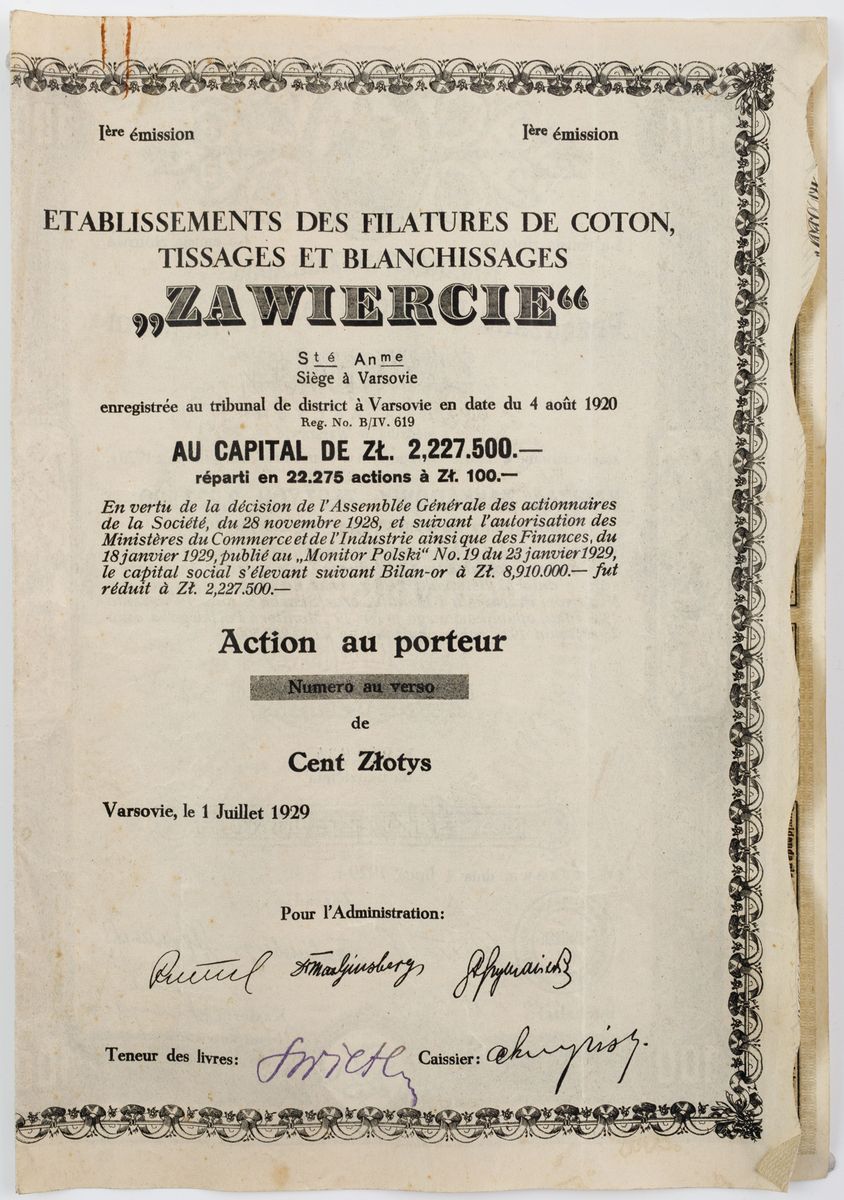 Ière émission Ière émission
ETABLISSEMENTS DES FILATURES DE COTON,
TISSAGES ET BLANCHISSAGES
„ZAWIERCIE“
Sté Anme
Siège à Varsovie
enregistrée au tribunal de district à Varsovie en date du 4 août 1920
Reg. No. B/IV. 619
AU CAPITAL DE ZŁ. 2,227.500.—
réparti en 22.275 actions à Zł. 100.—
En vertu de la décision de l'Assemblée Générale des actionnaires
de la Société, du 28 novembre 1928, et suivant l'autorisation des
Ministères du Commerce et de l'Industrie ainsi que des Finances, du
18 janvier 1929, publié au „Monitor Polski“ No. 19 du 23 janvier 1929,
le capital social s'élevant suivant Bilan-or à Zł. 8,910.000.— fut
réduit à Zł. 2,227.500.—
Action au porteur
Numero au verso
de
Cent Złotys
Varsovie, le 1 Juillet 1929
Pour l'Administration:
Dr Max Ginsberg
Teneur des livres: Caissier: